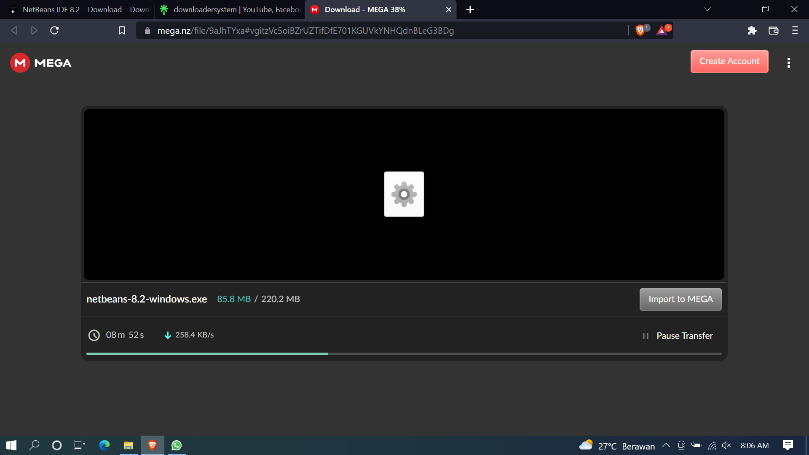 NetBeans IDE 8.2 Download Down
downloadersystem | YouTube, Facebo
Download - MEGA 38%
mega.nz/file/9aJhTYxa#vgitzVcSoiBZruUZTifDfE701KGUVkYNHQdnBLeG3BDg
M MEGA
Create Account
netbeans-8.2-windows.exe 85.8 MB / 220.2 MB
Import to MEGA
08m 52s 258.4 KB/s
Pause Transfer
27°C Berawan 8:06 AM